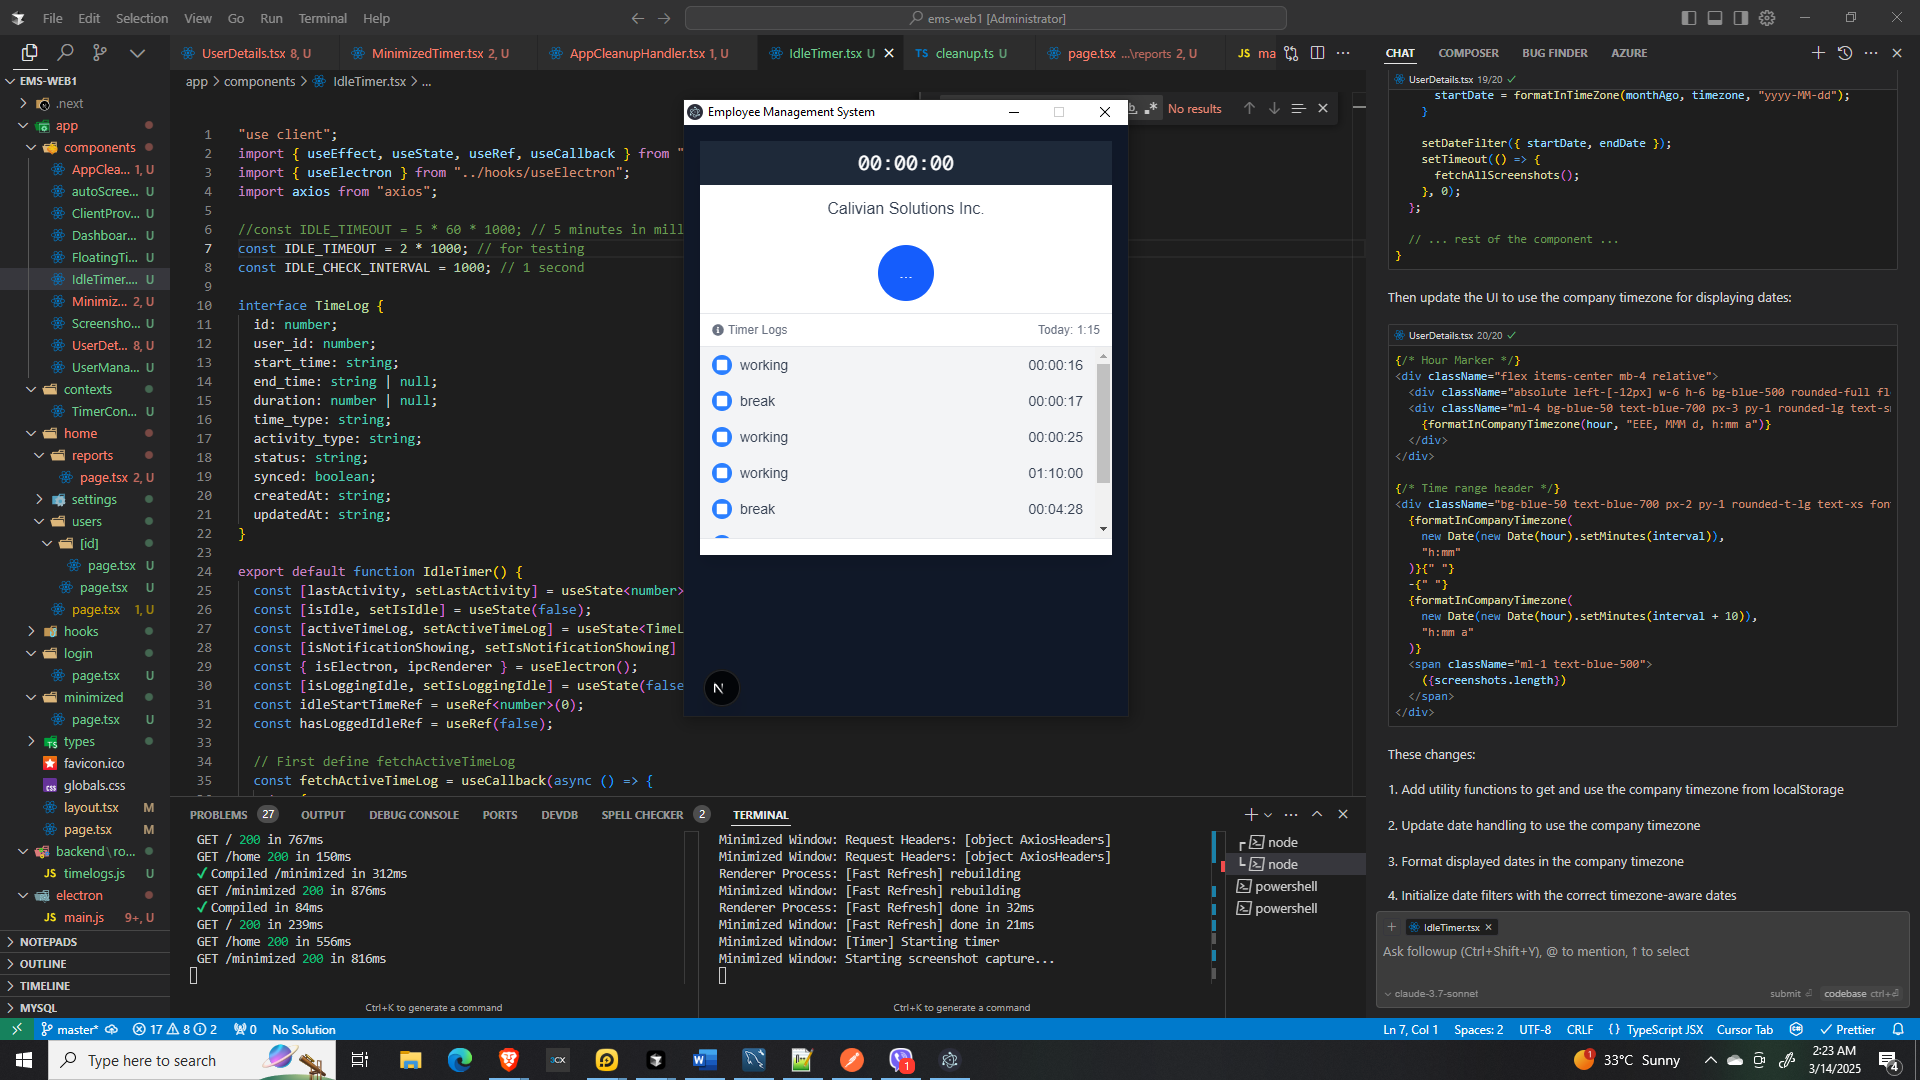 File Edit Selection View Go Run Terminal Help
ems-web1 [Administrator]
UserDetails.tsx 8, U
MinimizedTimer.tsx 2, U
AppCleanupHandler.tsx 1, U
IdleTimer.tsx U
TS cleanup.ts U
page.tsx ...\reports 2, U
JS ma
CHAT COMPOSER BUG FINDER AZURE
EMS-WEB1
.next
app
components
AppClea... 1, U
autoScree... U
ClientProv... U
Dashboar... U
FloatingTi... U
IdleTimer.... U
Minimiz... 2, U
Screensho... U
UserDet... 8, U
UserMana... U
contexts
TimerCon... U
home
reports
page.tsx 2, U
settings
users
[id]
page.tsx U
page.tsx U
page.tsx 1, U
hooks
login
page.tsx U
minimized
page.tsx U
types
favicon.ico
globals.css
layout.tsx M
page.tsx M
backend\ro...
JS timelogs.js U
electron
JS main.js 9+, U
NOTEPADS
OUTLINE
TIMELINE
MYSQL
app > components > IdleTimer.tsx > ...
No results
1 "use client";
2 import { useEffect, useState, useRef, useCallback } from "
3 import { useElectron } from "../hooks/useElectron";
4 import axios from "axios";
5
6 //const IDLE_TIMEOUT = 5 * 60 * 1000; // 5 minutes in mill
7 const IDLE_TIMEOUT = 2 * 1000; // for testing
8 const IDLE_CHECK_INTERVAL = 1000; // 1 second
9
10 interface TimeLog {
11 id: number;
12 user_id: number;
13 start_time: string;
14 end_time: string | null;
15 duration: number | null;
16 time_type: string;
17 activity_type: string;
18 status: string;
19 synced: boolean;
20 createdAt: string;
21 updatedAt: string;
22 }
23
24 export default function IdleTimer() {
25 const [lastActivity, setLastActivity] = useState<number>
26 const [isIdle, setIsIdle] = useState(false);
27 const [activeTimeLog, setActiveTimeLog] = useState<TimeL
28 const [isNotificationShowing, setIsNotificationShowing]
29 const { isElectron, ipcRenderer } = useElectron();
30 const [isLoggingIdle, setIsLoggingIdle] = useState(false
31 const idleStartTimeRef = useRef<number>(0);
32 const hasLoggedIdleRef = useRef(false);
33
34 // First define fetchActiveTimeLog
35 const fetchActiveTimeLog = useCallback(async () => {
Employee Management System
00:00:00
Calivian Solutions Inc.
...
Timer Logs Today: 1:15
working 00:00:16
break 00:00:17
working 00:00:25
working 01:10:00
break 00:04:28
N
PROBLEMS 27 OUTPUT DEBUG CONSOLE PORTS DEVDB SPELL CHECKER 2 TERMINAL
GET / 200 in 767ms
GET /home 200 in 150ms
✓ Compiled /minimized in 312ms
GET /minimized 200 in 876ms
✓ Compiled in 84ms
GET / 200 in 239ms
GET /home 200 in 556ms
GET /minimized 200 in 816ms
Ctrl+K to generate a command
Minimized Window: Request Headers: [object AxiosHeaders]
Minimized Window: Request Headers: [object AxiosHeaders]
Renderer Process: [Fast Refresh] rebuilding
Minimized Window: [Fast Refresh] rebuilding
Renderer Process: [Fast Refresh] done in 32ms
Minimized Window: [Fast Refresh] done in 21ms
Minimized Window: [Timer] Starting timer
Minimized Window: Starting screenshot capture...
Ctrl+K to generate a command
node
node
powershell
powershell
UserDetails.tsx 19/20 ✓
startDate = formatInTimeZone(monthAgo, timezone, "yyyy-MM-dd");
}
setDateFilter({ startDate, endDate });
setTimeout(() => {
fetchAllScreenshots();
}, 0);
};
// ... rest of the component ...
}
Then update the UI to use the company timezone for displaying dates:
UserDetails.tsx 20/20 ✓
{/* Hour Marker */}
<div className="flex items-center mb-4 relative">
<div className="absolute left-[-12px] w-6 h-6 bg-blue-500 rounded-full fl
<div className="ml-4 bg-blue-50 text-blue-700 px-3 py-1 rounded-lg text-s
{formatInCompanyTimezone(hour, "EEE, MMM d, h:mm a")}
</div>
</div>
{/* Time range header */}
<div className="bg-blue-50 text-blue-700 px-2 py-1 rounded-t-lg text-xs fon
{formatInCompanyTimezone(
new Date(new Date(hour).setMinutes(interval)),
"h:mm"
)}{" "}
-{" "}
{formatInCompanyTimezone(
new Date(new Date(hour).setMinutes(interval + 10)),
"h:mm a"
)}
<span className="ml-1 text-blue-500">
({screenshots.length})
</span>
</div>
These changes:
1. Add utility functions to get and use the company timezone from localStorage
2. Update date handling to use the company timezone
3. Format displayed dates in the company timezone
4. Initialize date filters with the correct timezone-aware dates
IdleTimer.tsx
Ask followup (Ctrl+Shift+Y), @ to mention, ↑ to select
claude-3.7-sonnet submit codebase ctrl+⏎
master* 17 8 2 0 No Solution
Ln 7, Col 1 Spaces: 2 UTF-8 CRLF {} TypeScript JSX Cursor Tab Prettier
Type here to search
33°C Sunny
2:23 AM
3/14/2025